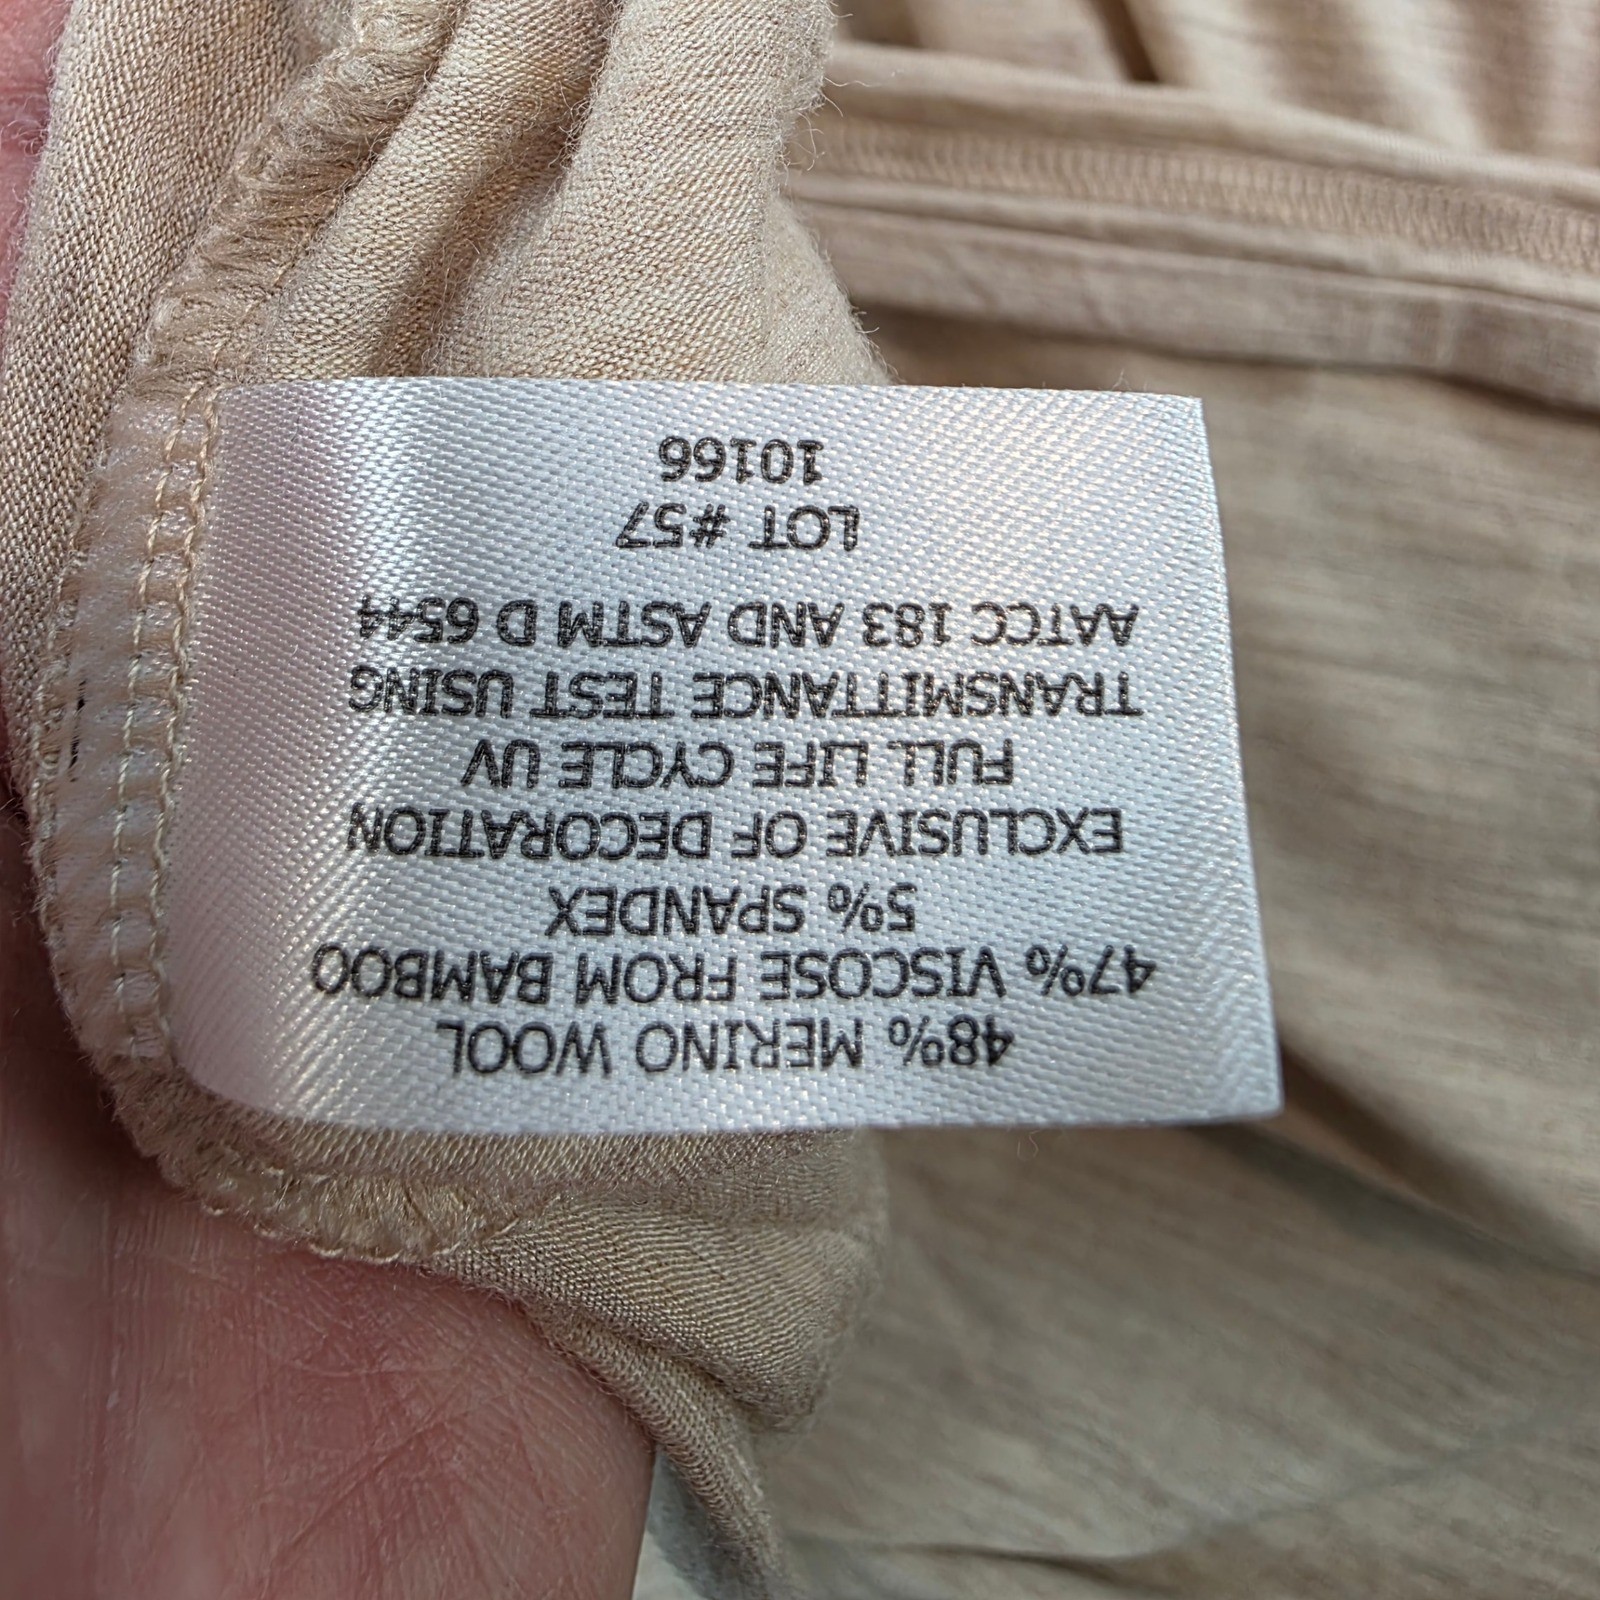 48% MERINO WOOL
47% VISCOSE FROM BAMBOO
5% SPANDEX
EXCLUSIVE OF DECORATION
FULL LIFE CYCLE UV
TRANSMITTANCE TEST USING
AATCC 183 AND ASTM D 6544
LOT #57
10166